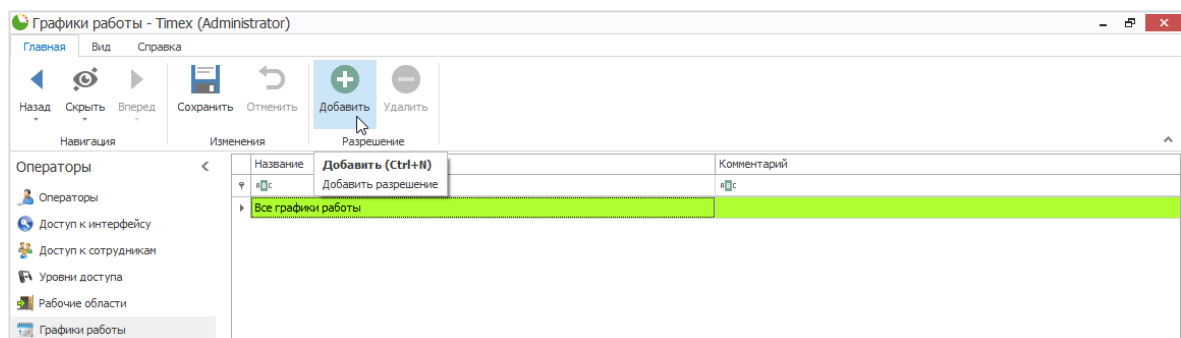 Графики работы - Timex (Administrator)
Главная Вид Справка
Назад Скрыть Вперед Сохранить Отменить Добавить Удалить
Навигация Изменения Разрешение
Операторы
Название Комментарий
Добавить (Ctrl+N)
Добавить разрешение
Все графики работы
Операторы
Доступ к интерфейсу
Доступ к сотрудникам
Уровни доступа
Рабочие области
Графики работы